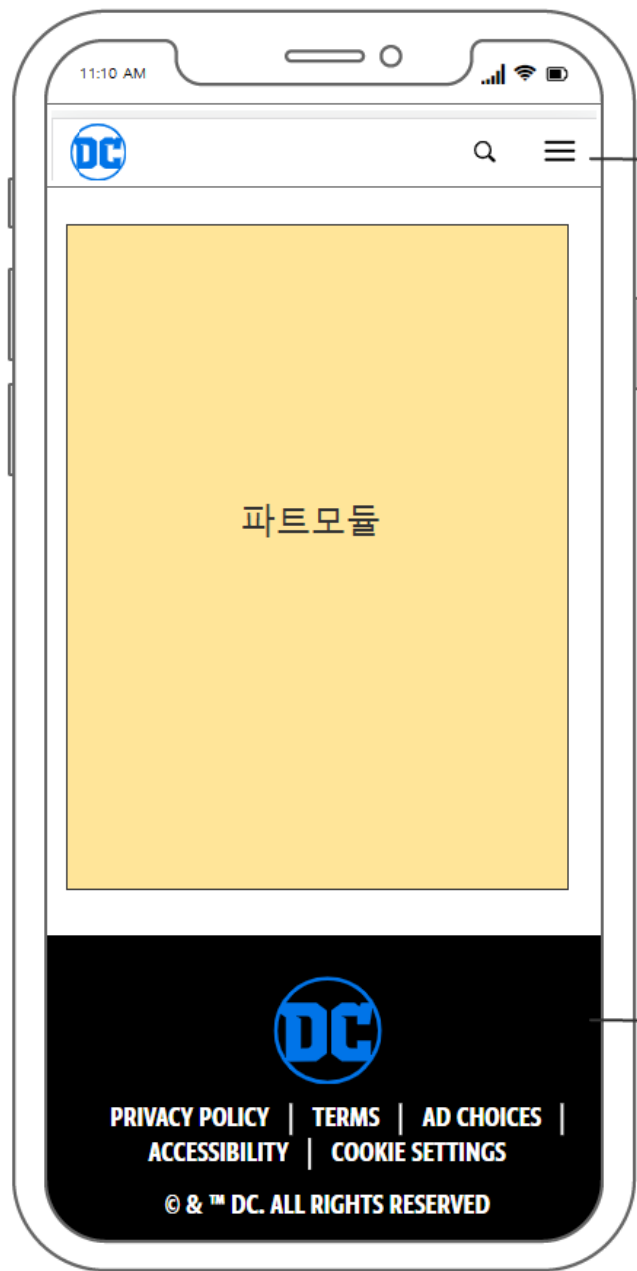 11:10 AM
DC
파트모듈
DC
PRIVACY POLICY | TERMS | AD CHOICES |
ACCESSIBILITY | COOKIE SETTINGS
© & ™ DC. ALL RIGHTS RESERVED